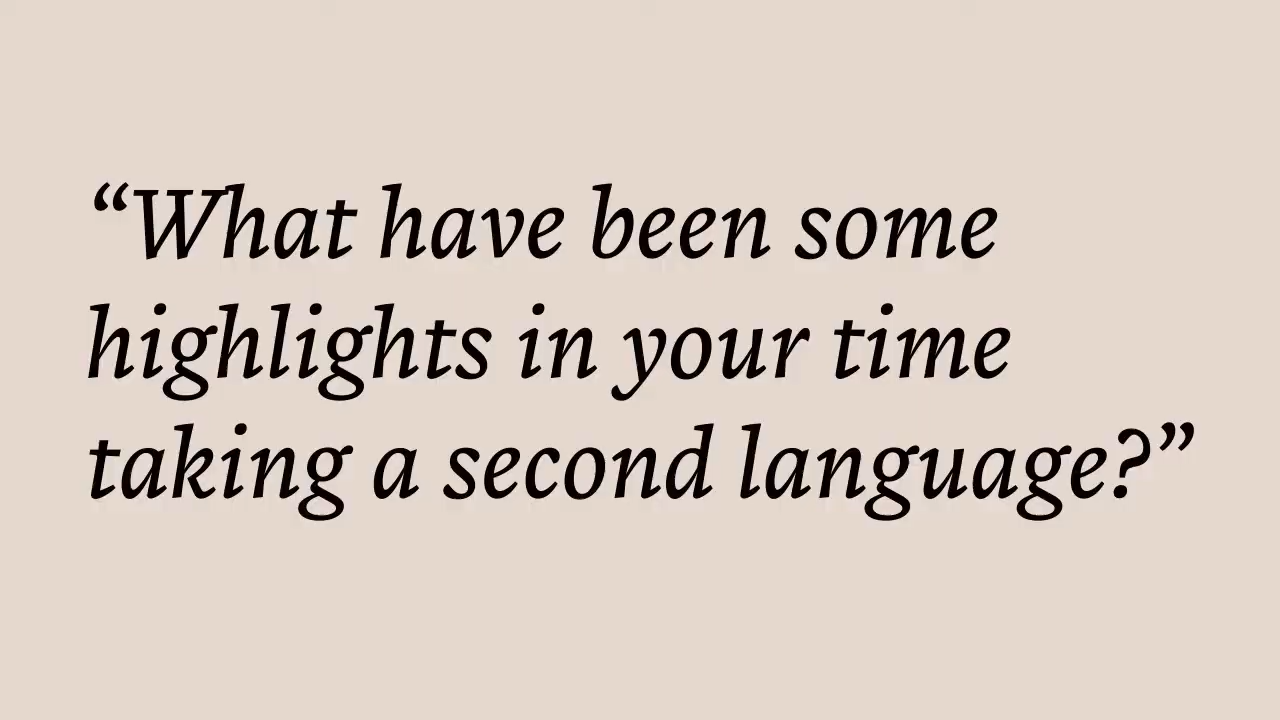 “What have been some
highlights in your time
taking a second language?”